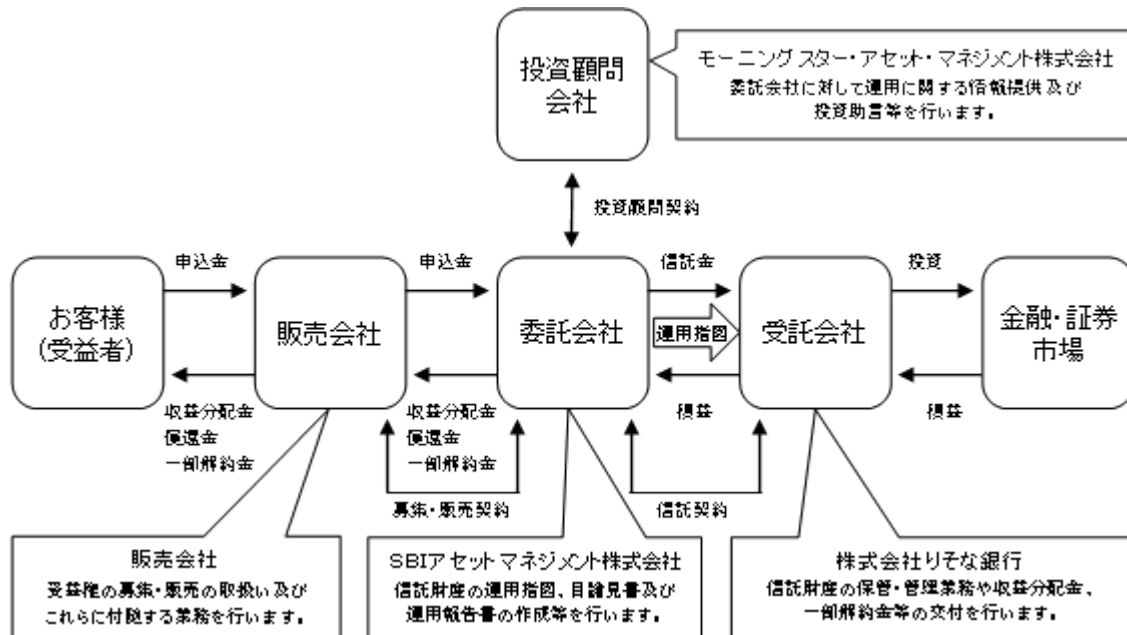 投資顧問
会社
モーニングスター・アセット・マネジメント株式会社
委託会社に対して運用に関する情報提供及び
投資助言等を行います。
投資顧問契約
申込金
申込金
信託金
投資
お客様
(受益者)
販売会社
委託会社
運用指図
受託会社
金融・証券
市場
収益分配金
償還金
一部解約金
収益分配金
償還金
一部解約金
損益
損益
募集・販売契約
信託契約
販売会社
受益権の募集・販売の取扱い及び
これらに付随する業務を行います。
SBIアセットマネジメント株式会社
信託財産の運用指図、目論見書及び
運用報告書の作成等を行います。
株式会社りそな銀行
信託財産の保管・管理業務や収益分配金、
一部解約金等の交付を行います。